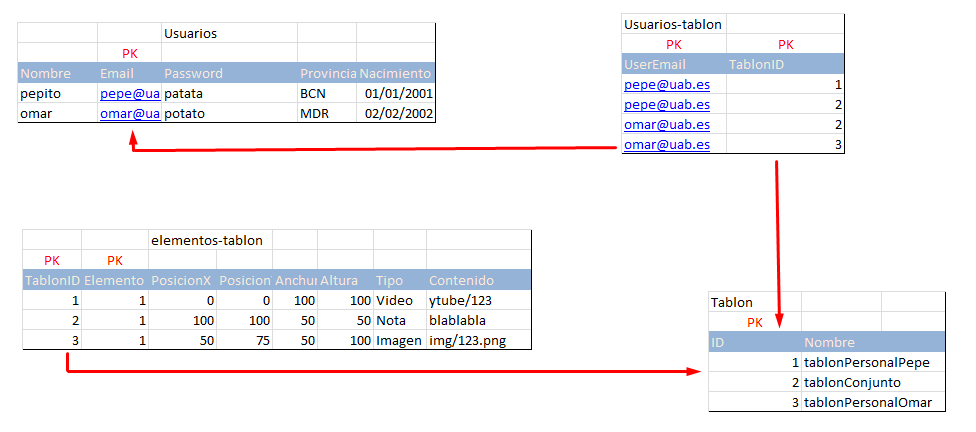 Usuarios
PK
Nombre Email Password Provincia Nacimiento
pepito pepe@ua patata BCN 01/01/2001
omar omar@ua potato MDR 02/02/2002
Usuarios-tablon
PK PK
UserEmail TablonID
pepe@uab.es 1
pepe@uab.es 2
omar@uab.es 2
omar@uab.es 3
elementos-tablon
PK PK
TablonID Elemento PosicionX Posicion Anchu Altura Tipo Contenido
1 1 0 0 100 100 Video ytube/123
2 1 100 100 50 50 Nota blablabla
3 1 50 75 50 100 Imagen img/123.png
Tablon
PK
ID Nombre
1 tablonPersonalPepe
2 tablonConjunto
3 tablonPersonalOmar